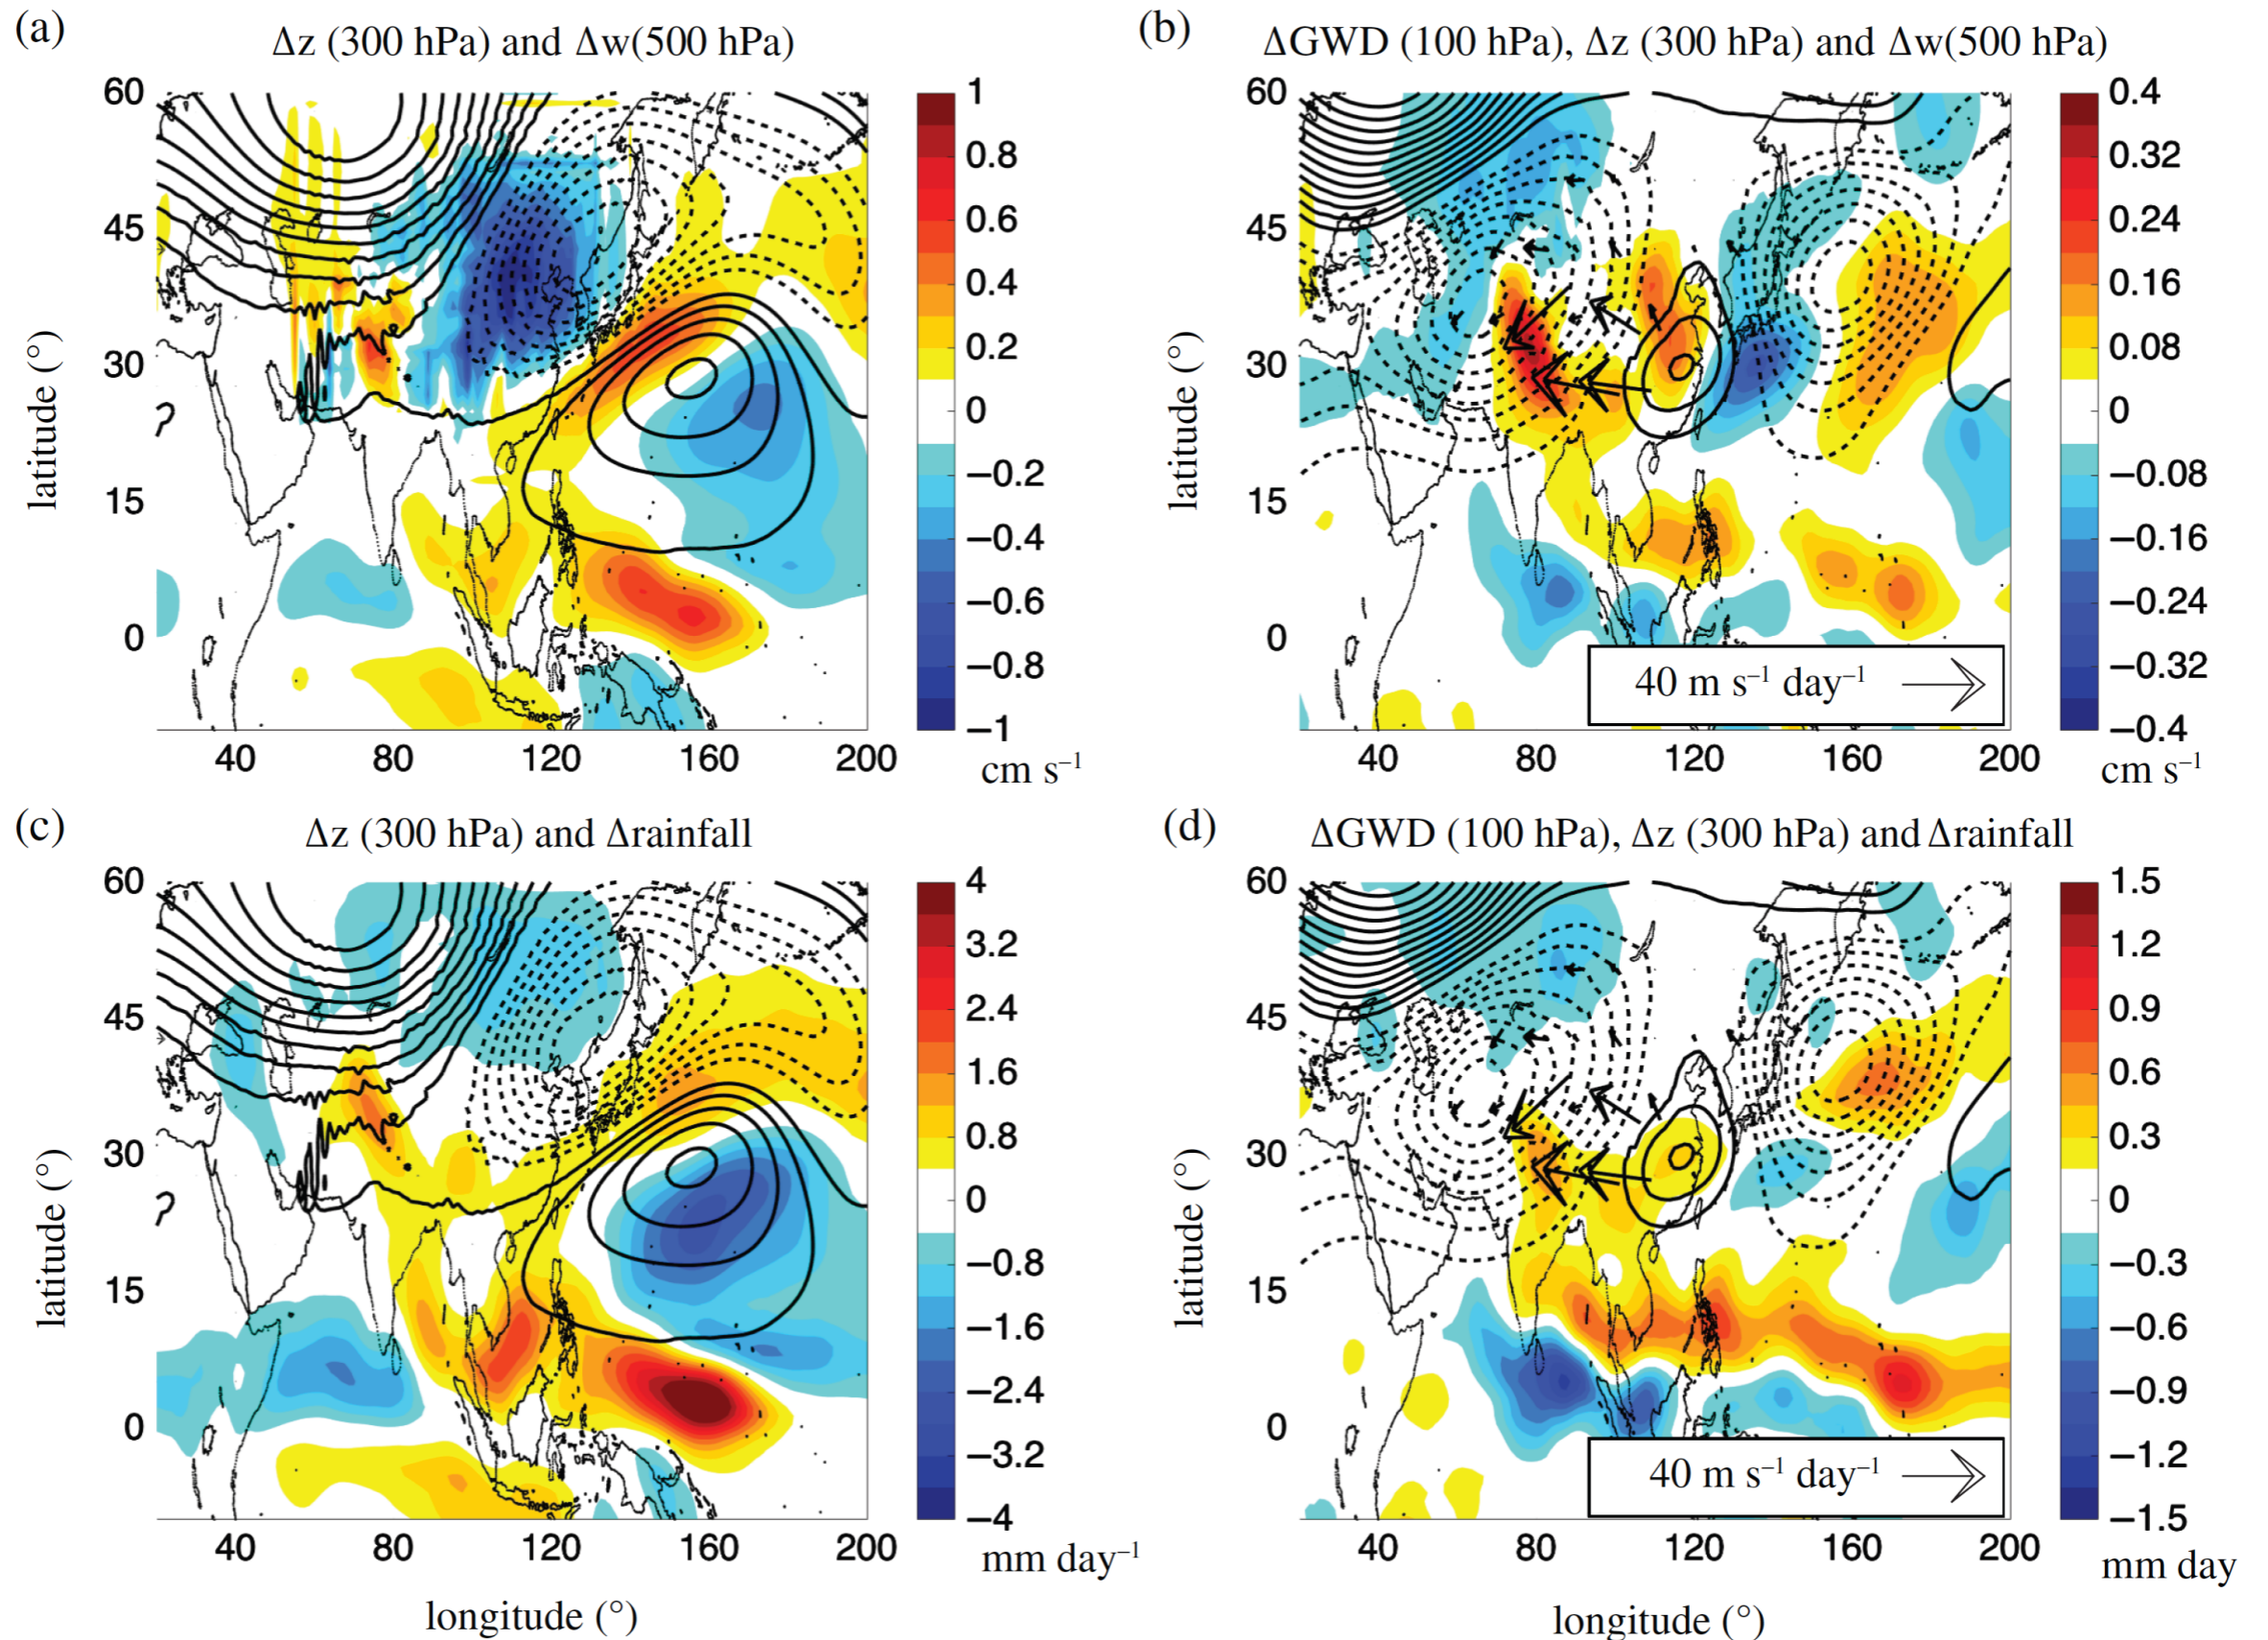 (a)
Δz (300 hPa) and Δw(500 hPa)
60
45
30
15
0
latitude (°)
40 80 120 160 200
1
0.8
0.6
0.4
0.2
0
−0.2
−0.4
−0.6
−0.8
−1
cm s⁻¹
(b)
ΔGWD (100 hPa), Δz (300 hPa) and Δw(500 hPa)
60
45
30
15
0
latitude (°)
40 m s⁻¹ day⁻¹
40 80 120 160 200
0.4
0.32
0.24
0.16
0.08
0
−0.08
−0.16
−0.24
−0.32
−0.4
cm s⁻¹
(c)
Δz (300 hPa) and Δrainfall
60
45
30
15
0
latitude (°)
40 80 120 160 200
longitude (°)
4
3.2
2.4
1.6
0.8
0
−0.8
−1.6
−2.4
−3.2
−4
mm day⁻¹
(d)
ΔGWD (100 hPa), Δz (300 hPa) and Δrainfall
60
45
30
15
0
latitude (°)
40 m s⁻¹ day⁻¹
40 80 120 160 200
longitude (°)
1.5
1.2
0.9
0.6
0.3
0
−0.3
−0.6
−0.9
−1.2
−1.5
mm day